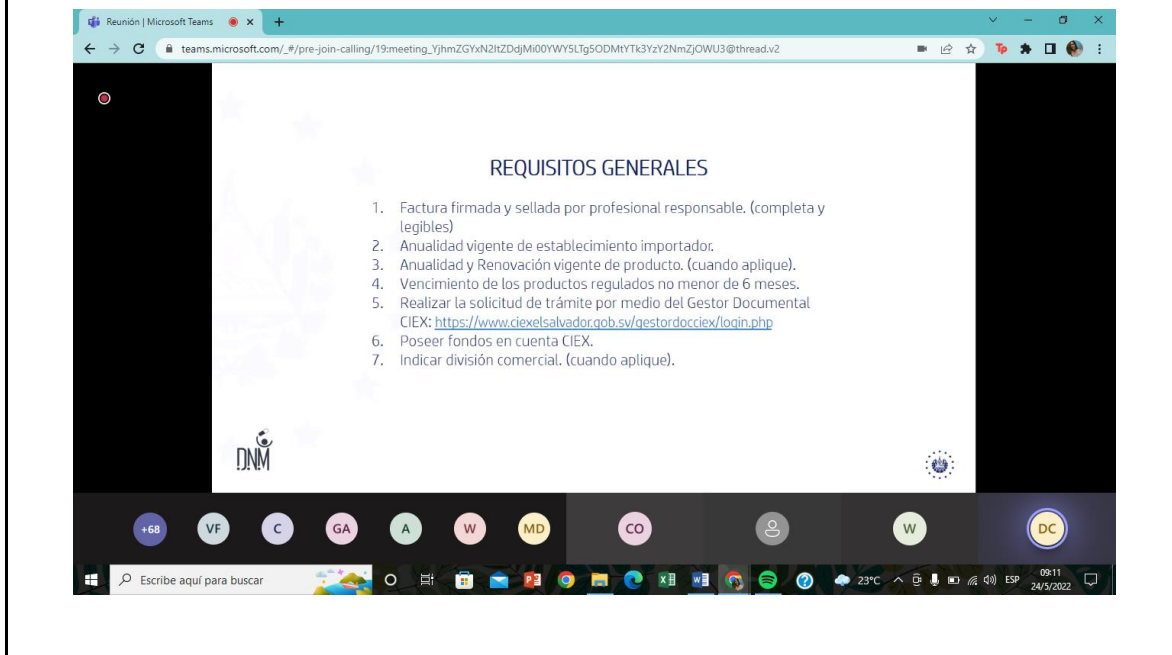 Reunión | Microsoft Teams
teams.microsoft.com/_#/pre-join-calling/19:meeting_YjhmZGYxN2ItZDdjMi00YWY5LTg5ODMtYTk3YzY2NmZjOWU3@thread.v2
REQUISITOS GENERALES
1. Factura firmada y sellada por profesional responsable. (completa y
legibles)
2. Anualidad vigente de establecimiento importador.
3. Anualidad y Renovación vigente de producto. (cuando aplique).
4. Vencimiento de los productos regulados no menor de 6 meses.
5. Realizar la solicitud de trámite por medio del Gestor Documental
CIEX: https://www.ciexelsalvador.gob.sv/gestordocciex/login.php
6. Poseer fondos en cuenta CIEX.
7. Indicar división comercial. (cuando aplique).
DNM
+68 VF C GA A W MD CO W DC
Escribe aquí para buscar 23°C ESP 09:11
24/5/2022